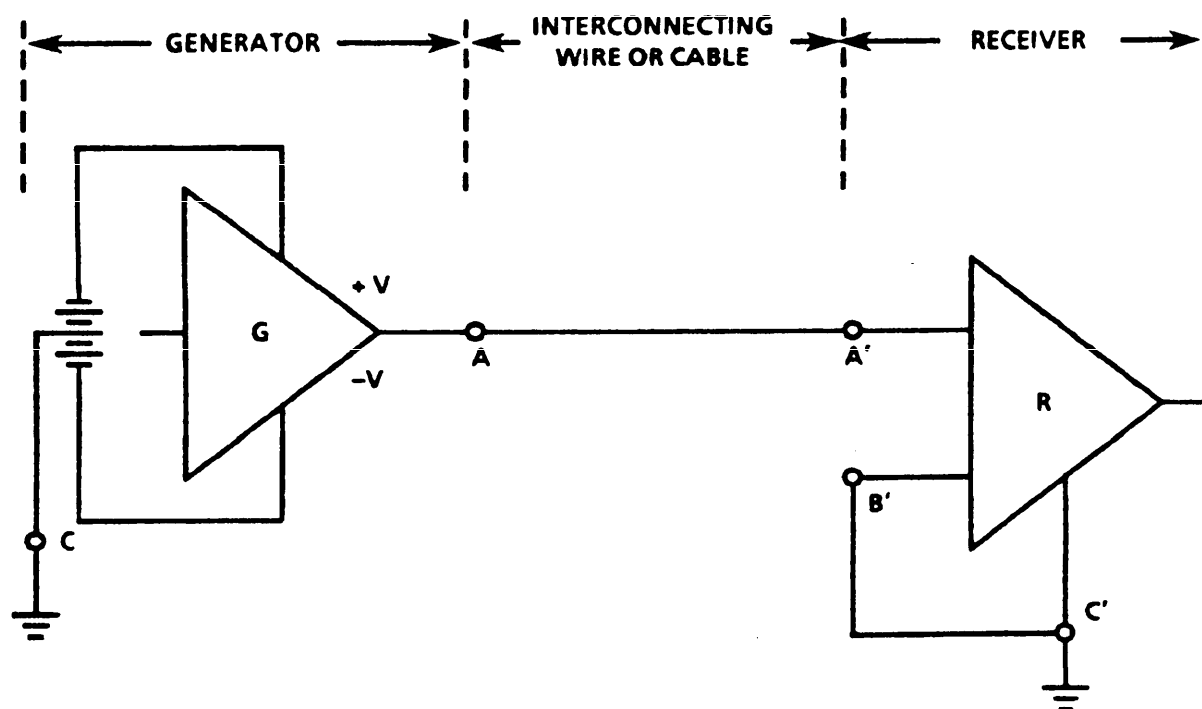 GENERATOR
INTERCONNECTING
WIRE OR CABLE
RECEIVER
+ V
G
A
A'
–V
R
B'
C
C'